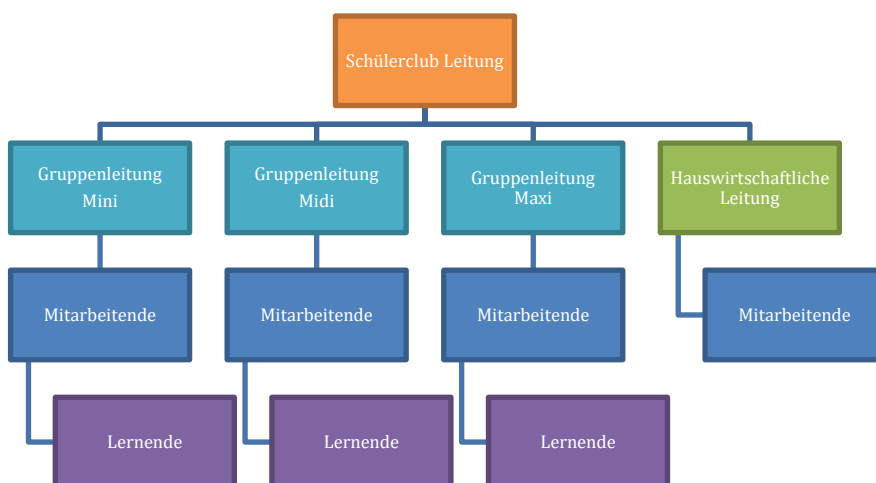 Schülerclub Leitung
Gruppenleitung
Mini
Gruppenleitung
Midi
Gruppenleitung
Maxi
Hauswirtschaftliche
Leitung
Mitarbeitende
Mitarbeitende
Mitarbeitende
Mitarbeitende
Lernende
Lernende
Lernende